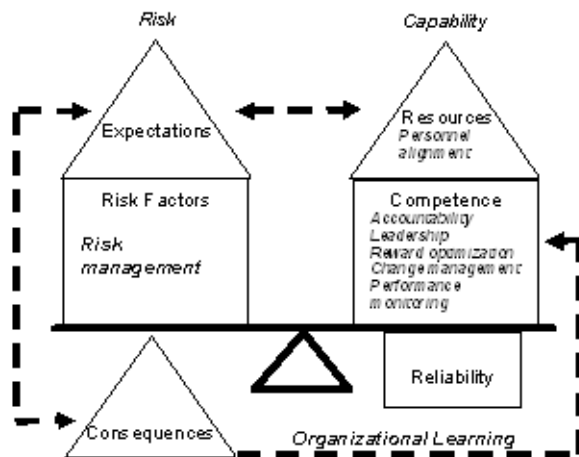 Risk
Capability
Expectations
Resources
Personnel
alignment
Risk Factors
Risk
management
Competence
Accountability
Leadership
Reward optimization
Change management
Performance
monitoring
Reliability
Consequences
Organizational Learning